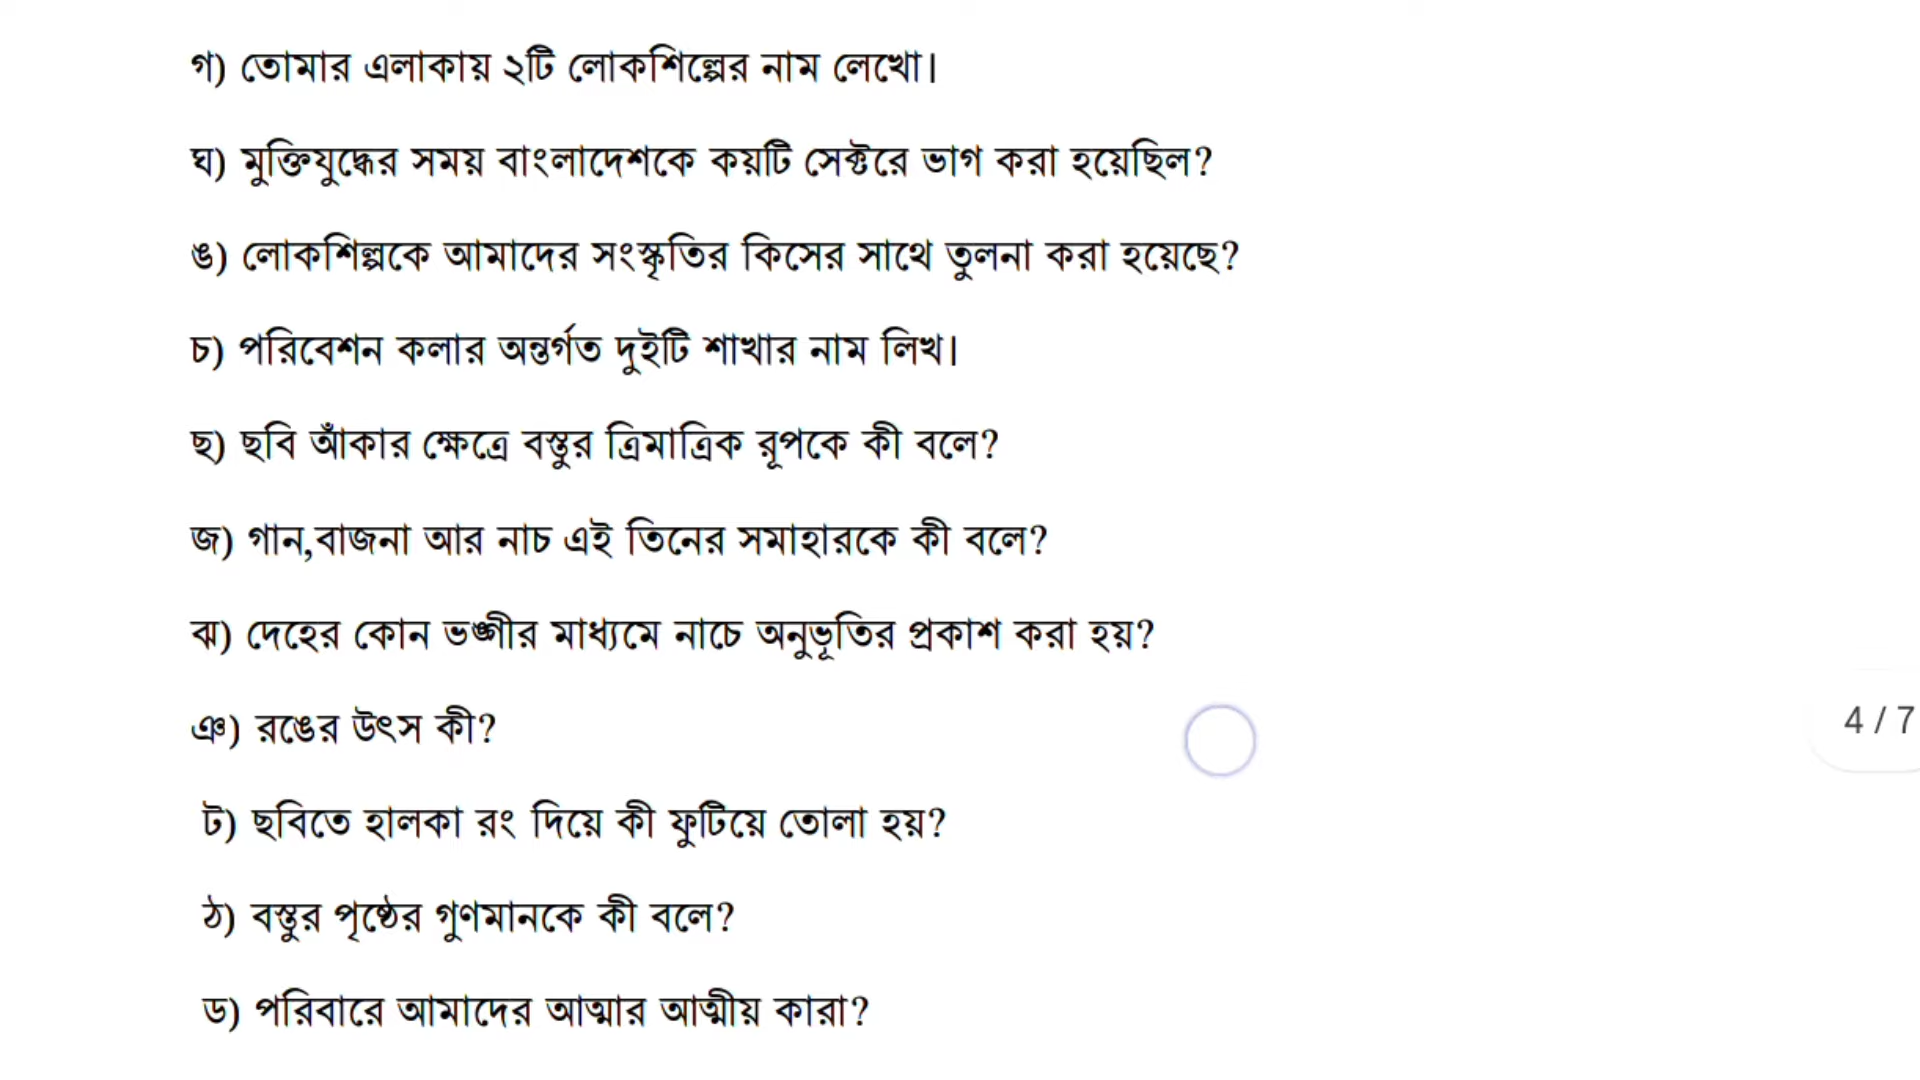 গ) তোমার এলাকায় ২টি লোকশিল্পের নাম লেখো।
ঘ) মুক্তিযুদ্ধের সময় বাংলাদেশকে কয়টি সেক্টরে ভাগ করা হয়েছিল?
ঙ) লোকশিল্পকে আমাদের সংস্কৃতির কিসের সাথে তুলনা করা হয়েছে?
চ) পরিবেশন কলার অন্তর্গত দুইটি শাখার নাম লিখ।
ছ) ছবি আঁকার ক্ষেত্রে বস্তুর ত্রিমাত্রিক রূপকে কী বলে?
জ) গান,বাজনা আর নাচ এই তিনের সমাহারকে কী বলে?
ঝ) দেহের কোন ভঙ্গীর মাধ্যমে নাচে অনুভূতির প্রকাশ করা হয়?
ঞ) রঙের উৎস কী?
4 / 7
ট) ছবিতে হালকা রং দিয়ে কী ফুটিয়ে তোলা হয়?
ঠ) বস্তুর পৃষ্ঠের গুণমানকে কী বলে?
ড) পরিবারে আমাদের আত্মার আত্মীয় কারা?